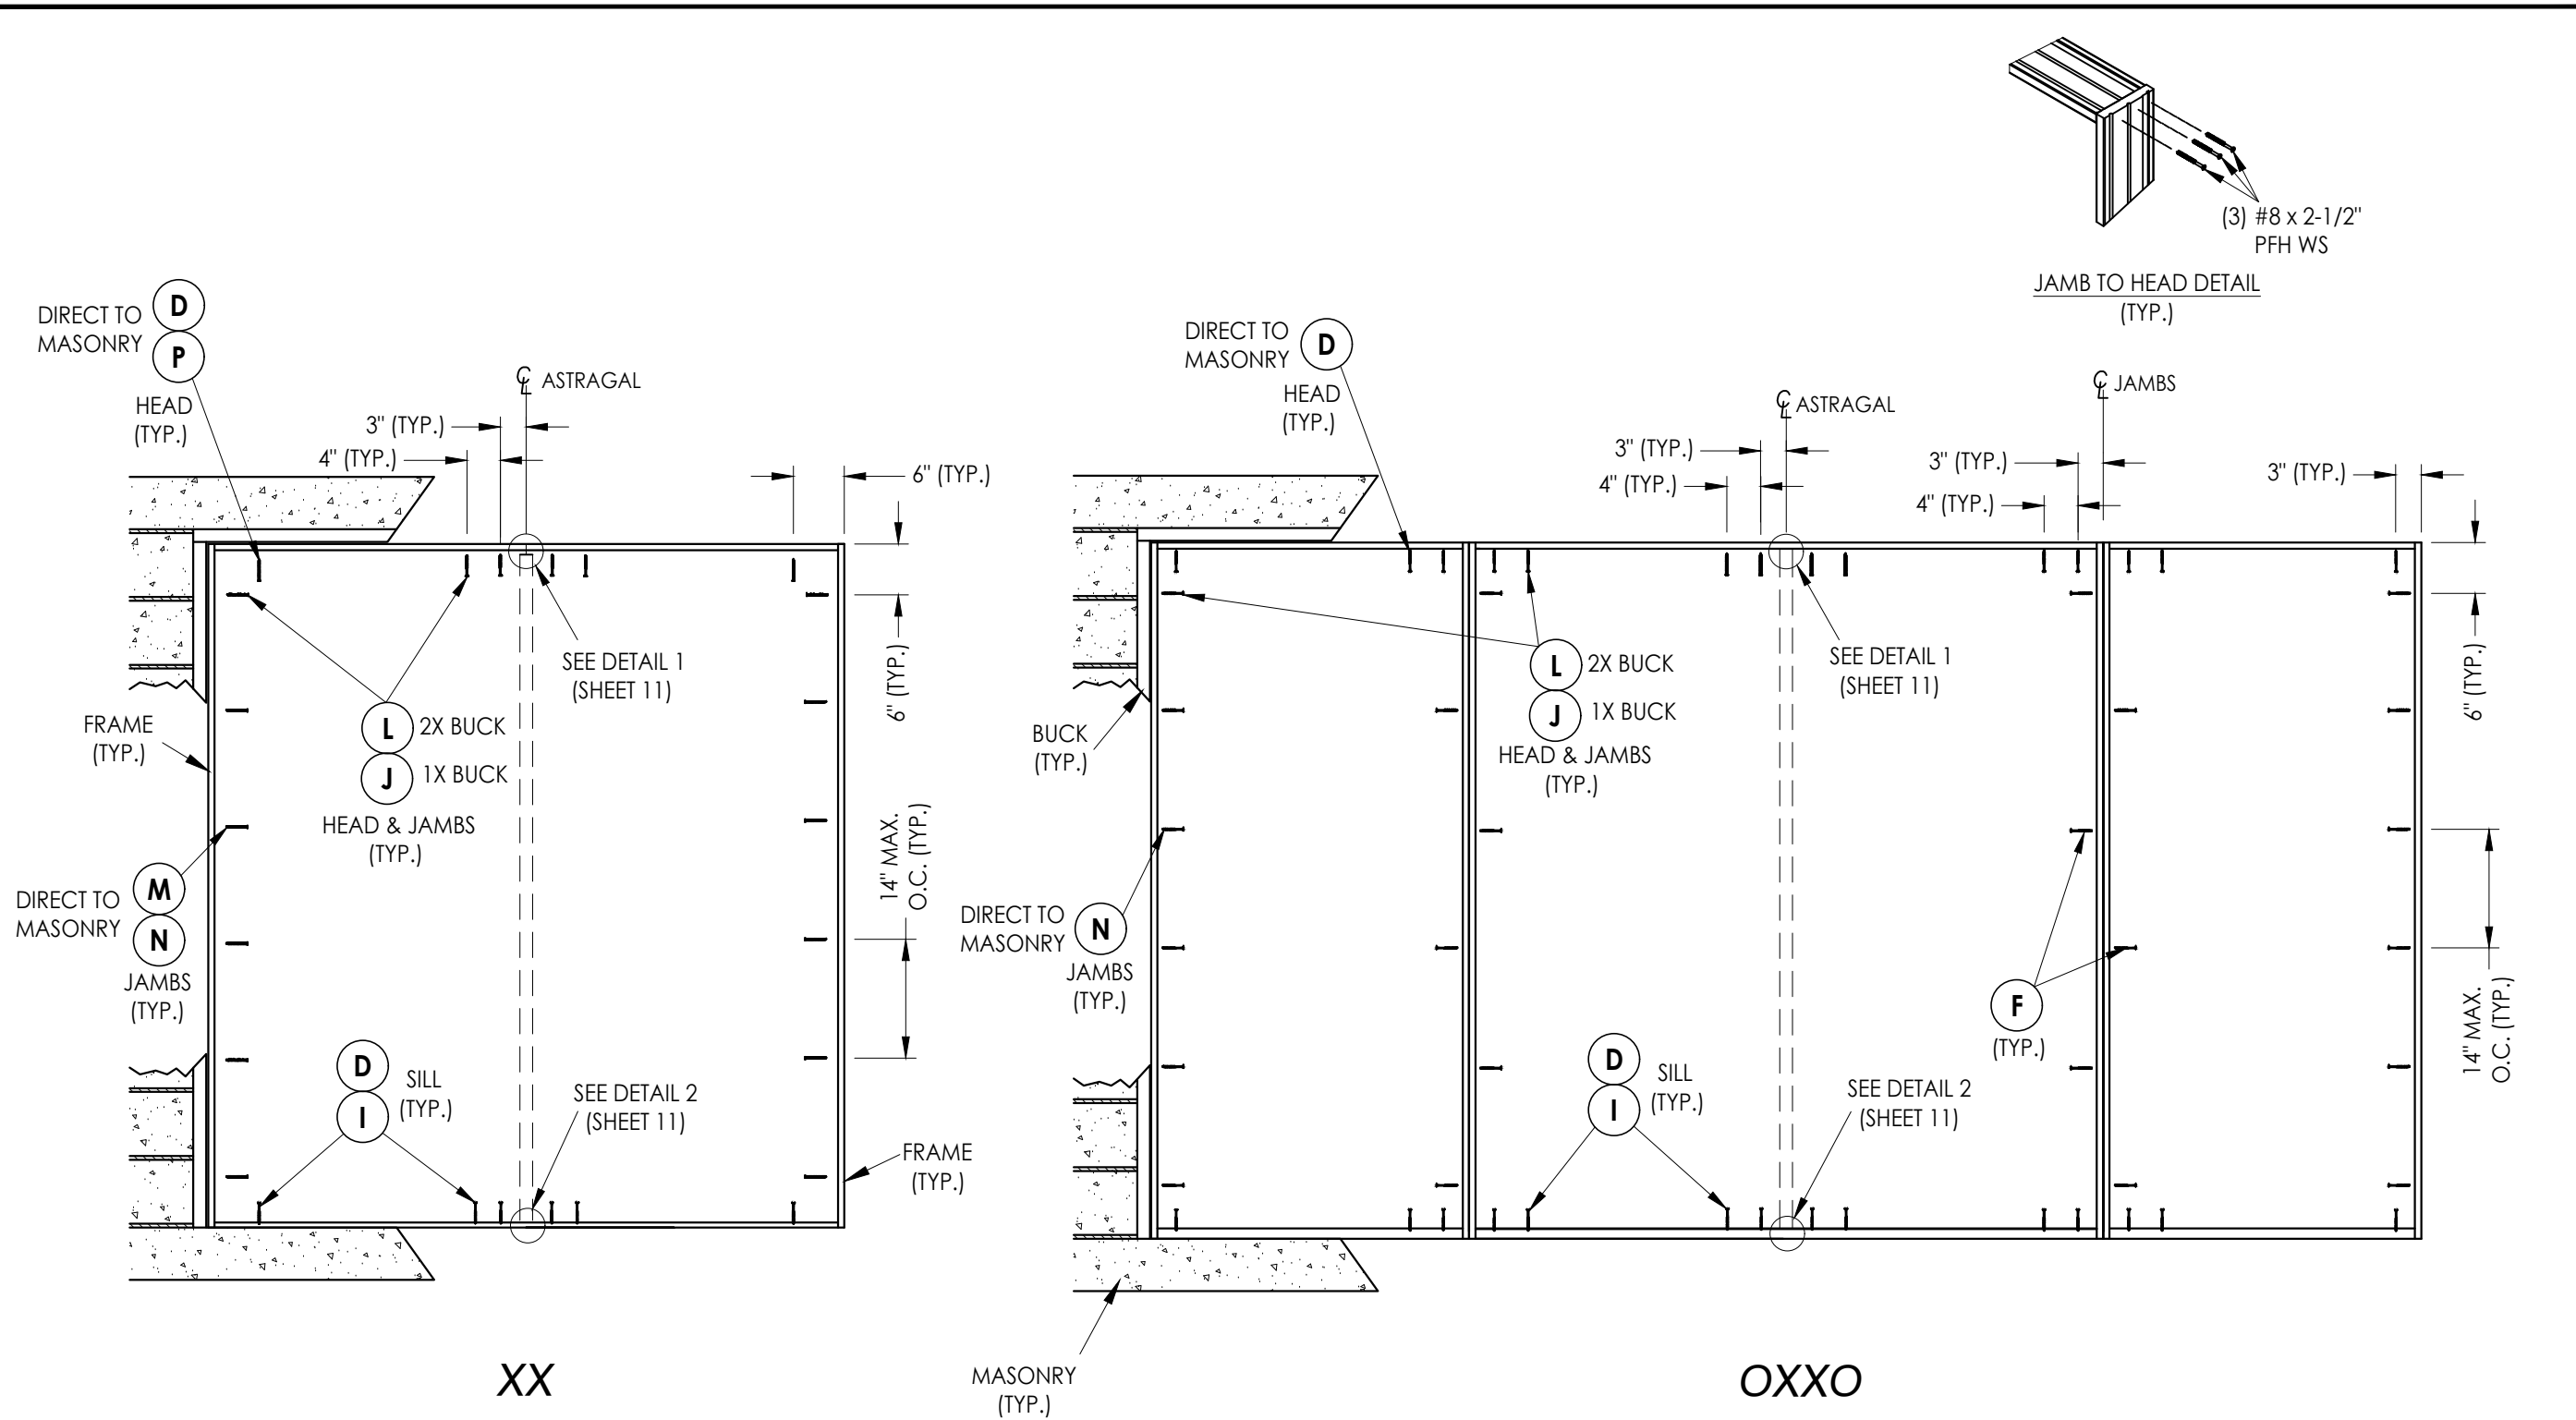 (3) #8 x 2-1/2"
PFH WS
JAMB TO HEAD DETAIL
(TYP.)
DIRECT TO
MASONRY
D
P
HEAD
(TYP.)
℄ ASTRAGAL
3" (TYP.)
4" (TYP.)
6" (TYP.)
6" (TYP.)
SEE DETAIL 1
(SHEET 11)
FRAME
(TYP.)
L 2X BUCK
J 1X BUCK
HEAD & JAMBS
(TYP.)
14" MAX.
O.C. (TYP.)
DIRECT TO
MASONRY
M
N
JAMBS
(TYP.)
D
I
SILL
(TYP.)
SEE DETAIL 2
(SHEET 11)
FRAME
(TYP.)
XX
DIRECT TO
MASONRY
D
HEAD
(TYP.)
℄ ASTRAGAL
℄ JAMBS
3" (TYP.)
4" (TYP.)
3" (TYP.)
4" (TYP.)
3" (TYP.)
6" (TYP.)
L 2X BUCK
J 1X BUCK
HEAD & JAMBS
(TYP.)
SEE DETAIL 1
(SHEET 11)
BUCK
(TYP.)
DIRECT TO
MASONRY
N
JAMBS
(TYP.)
F
(TYP.)
14" MAX.
O.C. (TYP.)
D
I
SILL
(TYP.)
SEE DETAIL 2
(SHEET 11)
MASONRY
(TYP.)
OXXO